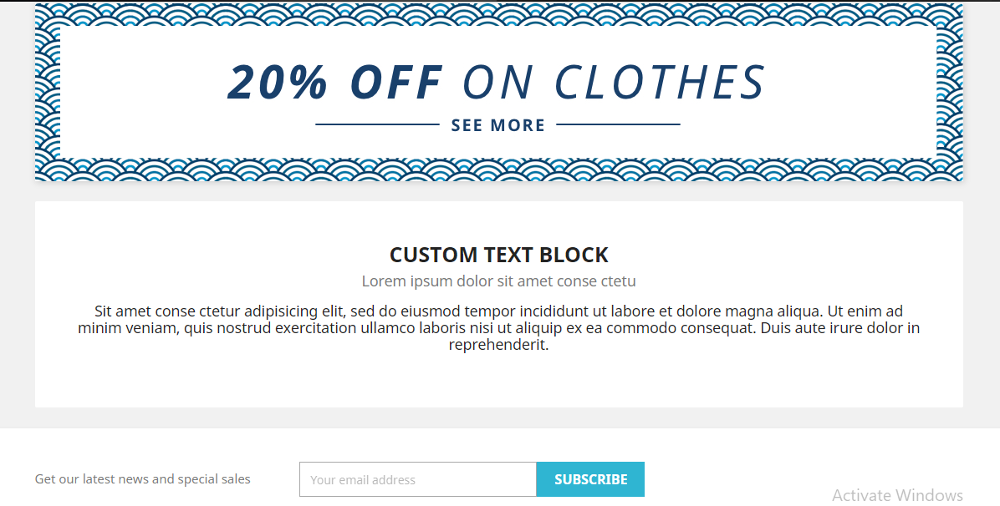 20% OFF ON CLOTHES
SEE MORE
CUSTOM TEXT BLOCK
Lorem ipsum dolor sit amet conse ctetu
Sit amet conse ctetur adipisicing elit, sed do eiusmod tempor incididunt ut labore et dolore magna aliqua. Ut enim ad
minim veniam, quis nostrud exercitation ullamco laboris nisi ut aliquip ex ea commodo consequat. Duis aute irure dolor in
reprehenderit.
Get our latest news and special sales
Your email address
SUBSCRIBE
Activate Windows